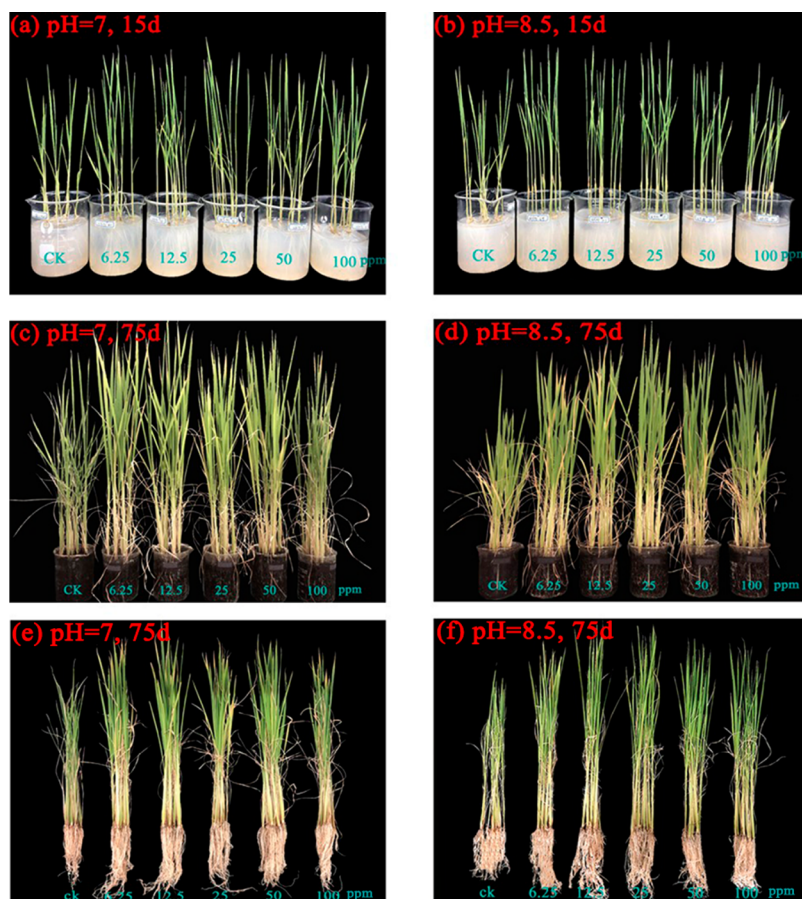 (a) pH=7, 15d
CK 6.25 12.5 25 50 100 ppm
(b) pH=8.5, 15d
CK 6.25 12.5 25 50 100 ppm
(c) pH=7, 75d
CK 6.25 12.5 25 50 100 ppm
(d) pH=8.5, 75d
CK 6.25 12.5 25 50 100 ppm
(e) pH=7, 75d
ck 6.25 12.5 25 50 100 ppm
(f) pH=8.5, 75d
ck 6.25 12.5 25 50 100 ppm